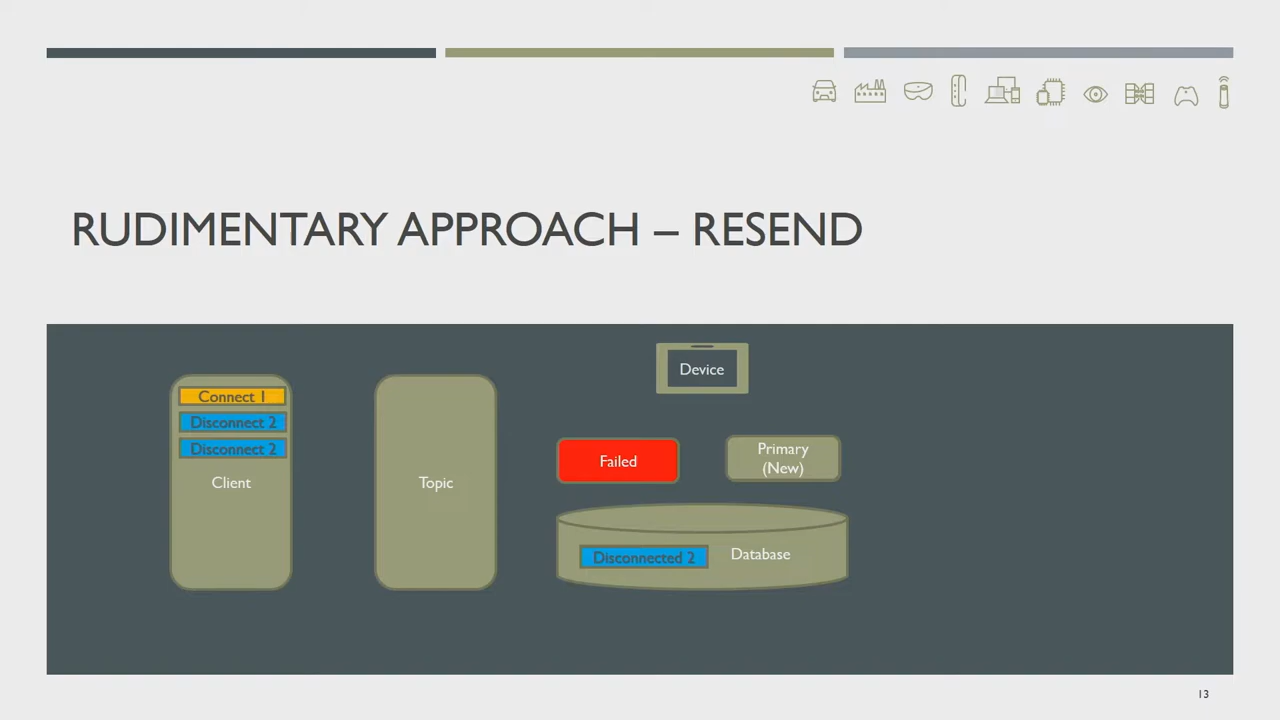 RUDIMENTARY APPROACH – RESEND
Device
Connect 1
Disconnect 2
Disconnect 2
Client
Topic
Failed
Primary
(New)
Disconnected 2
Database
13